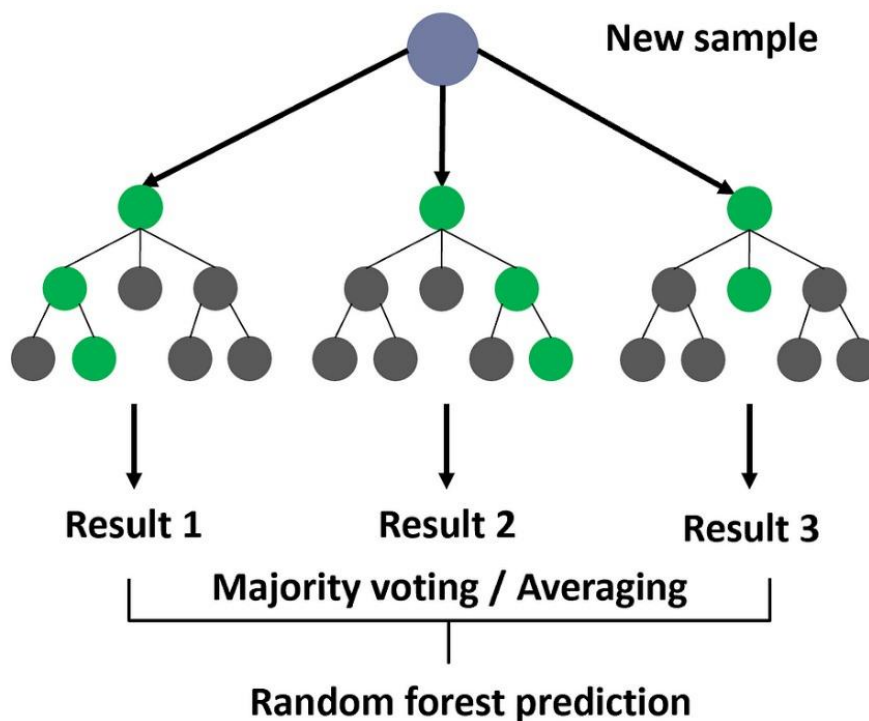 New sample
Result 1
Result 2
Result 3
Majority voting / Averaging
Random forest prediction